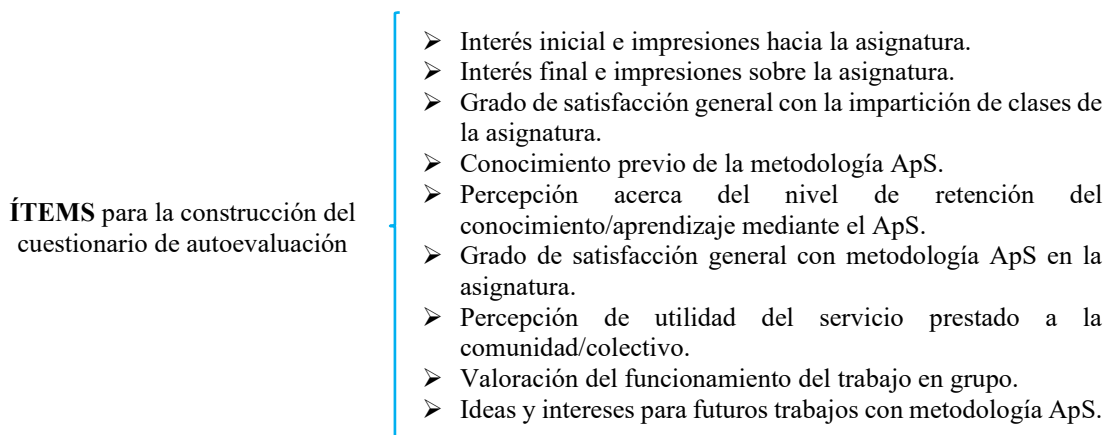 ÍTEMS para la construcción del
cuestionario de autoevaluación
➢ Interés inicial e impresiones hacia la asignatura.
➢ Interés final e impresiones sobre la asignatura.
➢ Grado de satisfacción general con la impartición de clases de
la asignatura.
➢ Conocimiento previo de la metodología ApS.
➢ Percepción acerca del nivel de retención del
conocimiento/aprendizaje mediante el ApS.
➢ Grado de satisfacción general con metodología ApS en la
asignatura.
➢ Percepción de utilidad del servicio prestado a la
comunidad/colectivo.
➢ Valoración del funcionamiento del trabajo en grupo.
➢ Ideas y intereses para futuros trabajos con metodología ApS.